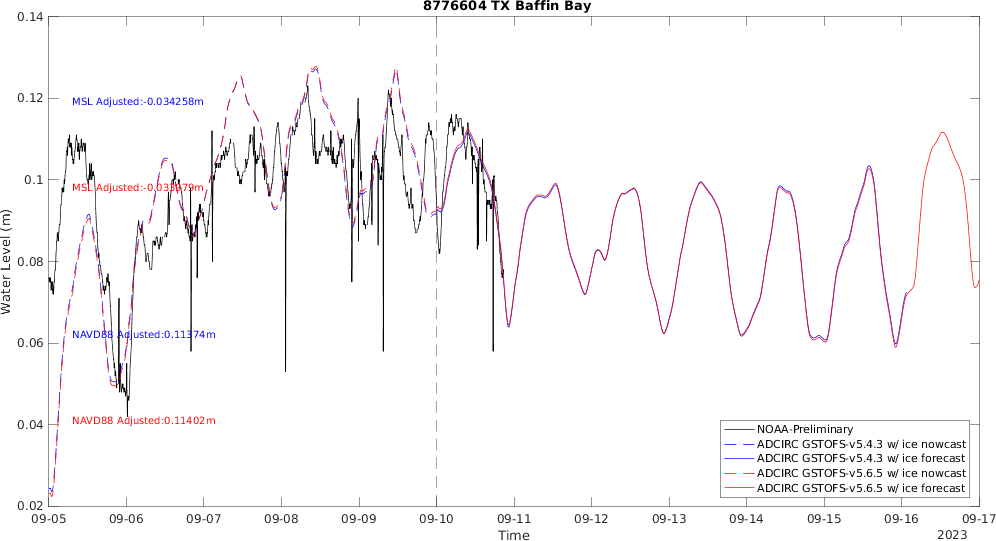 8776604 TX Baffin Bay
0.14
0.12
0.1
0.08
0.06
0.04
0.02
Water Level (m)
MSL Adjusted:-0.034258m
MSL Adjusted:-0.033979m
NAVD88 Adjusted:0.11374m
NAVD88 Adjusted:0.11402m
NOAA-Preliminary
ADCIRC GSTOFS-v5.4.3 w/ ice nowcast
ADCIRC GSTOFS-v5.4.3 w/ ice forecast
ADCIRC GSTOFS-v5.6.5 w/ ice nowcast
ADCIRC GSTOFS-v5.6.5 w/ ice forecast
09-05 09-06 09-07 09-08 09-09 09-10 09-11 09-12 09-13 09-14 09-15 09-16 09-17
Time
2023